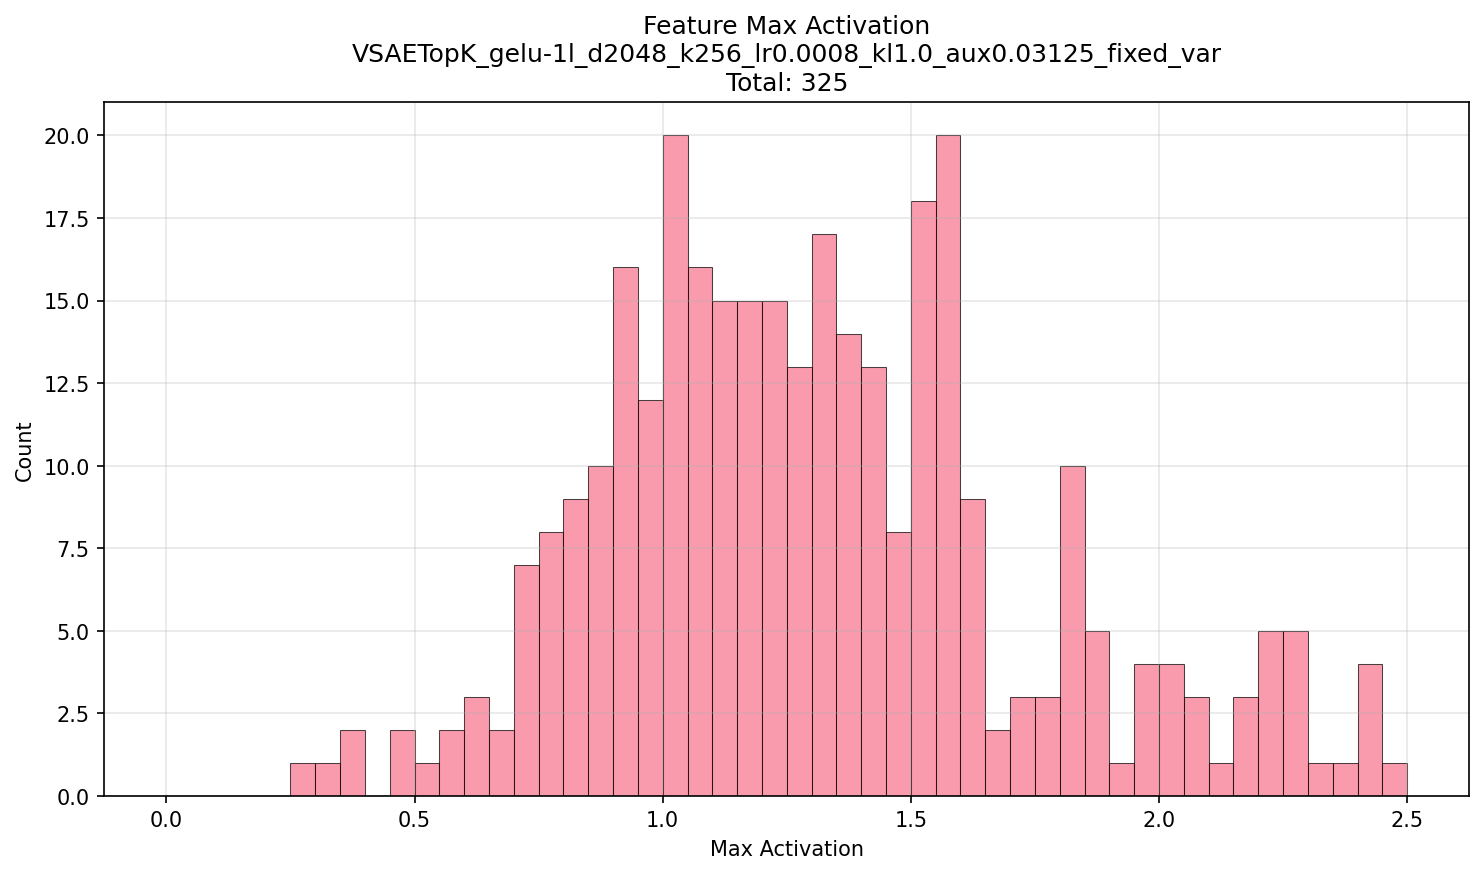 Feature Max Activation
VSAETopK_gelu-1l_d2048_k256_lr0.0008_kl1.0_aux0.03125_fixed_var
Total: 325
20.0
17.5
15.0
12.5
10.0
7.5
5.0
2.5
0.0
Count
0.0 0.5 1.0 1.5 2.0 2.5
Max Activation